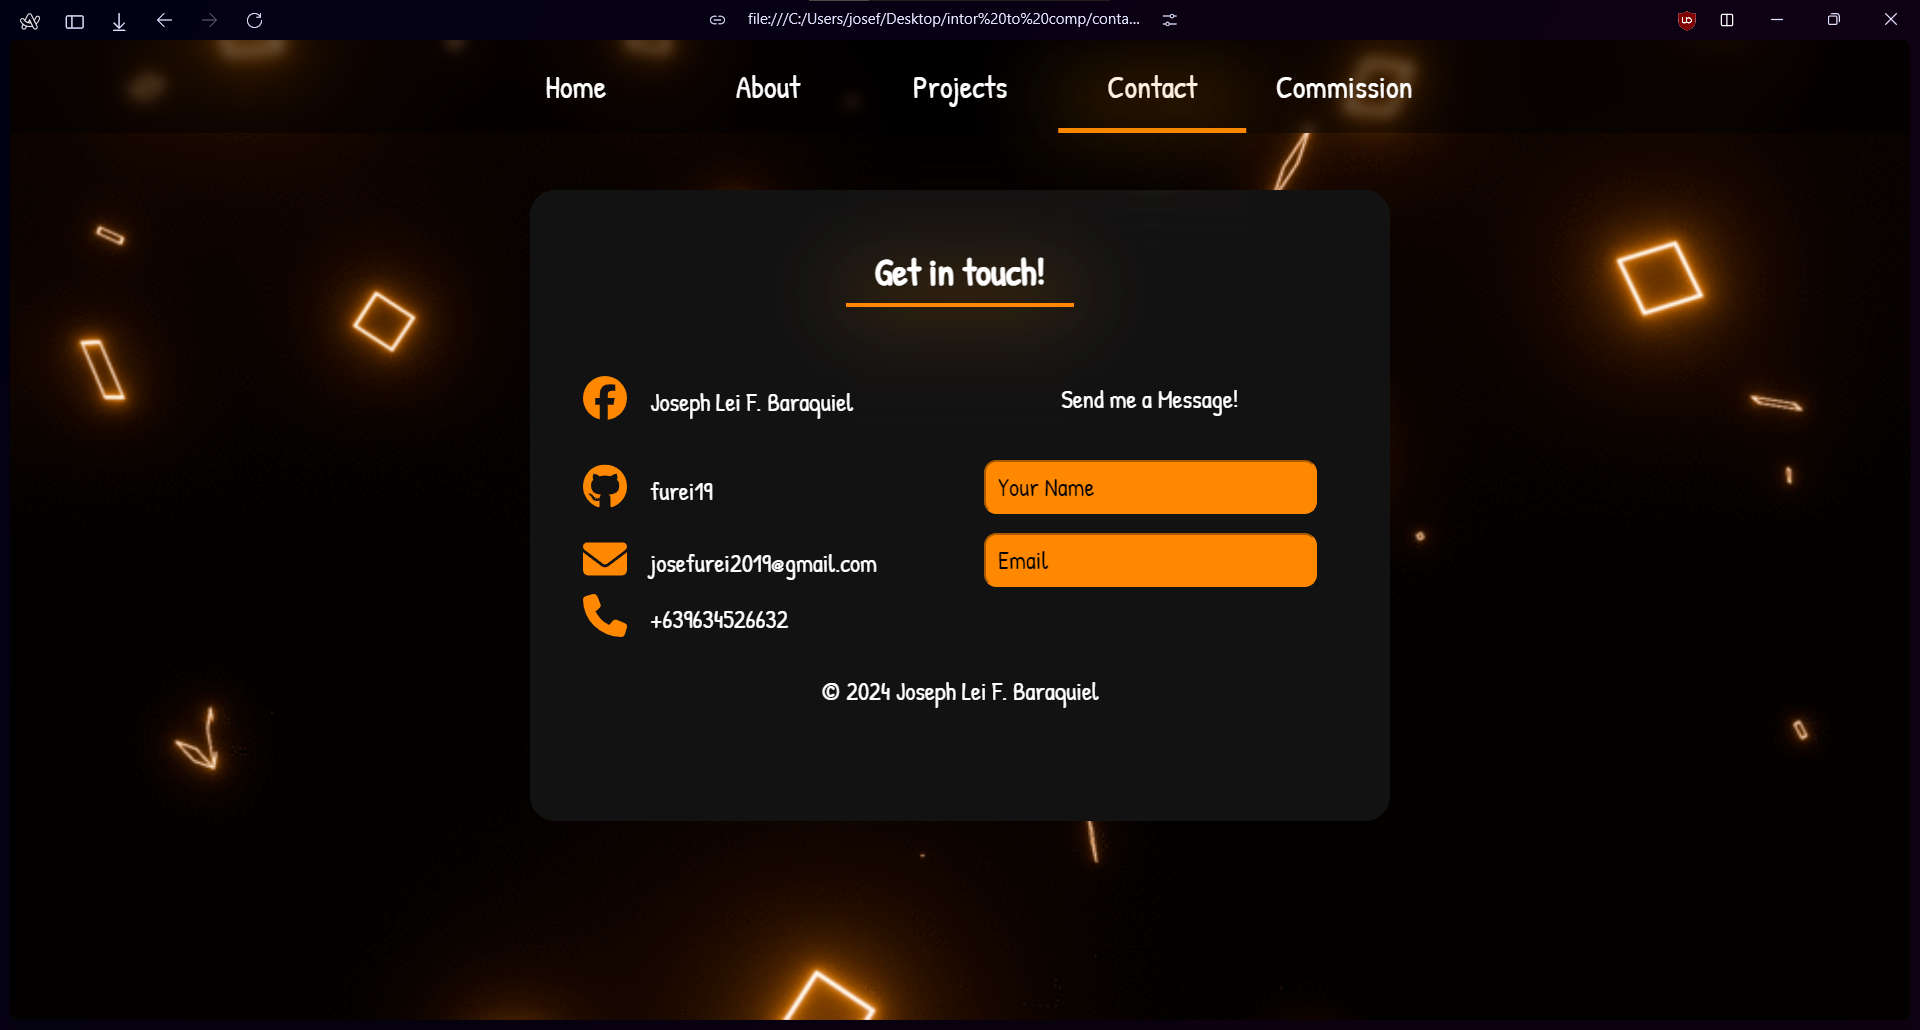 file:///C:/Users/josef/Desktop/intor%20to%20comp/conta...
Home About Projects Contact Commission
Get in touch!
Joseph Lei F. Baraquiel
Send me a Message!
furei19
Your Name
josefurei2019@gmail.com
Email
+639634526632
© 2024 Joseph Lei F. Baraquiel